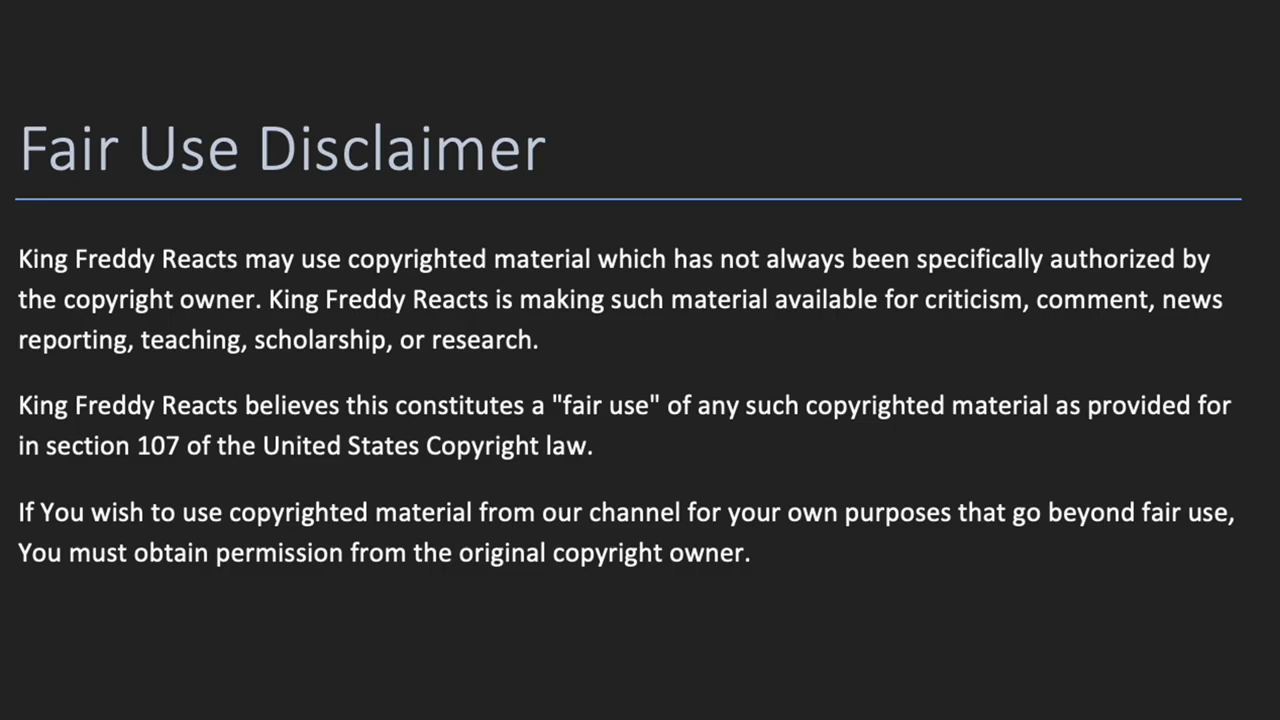 Fair Use Disclaimer
King Freddy Reacts may use copyrighted material which has not always been specifically authorized by
the copyright owner. King Freddy Reacts is making such material available for criticism, comment, news
reporting, teaching, scholarship, or research.
King Freddy Reacts believes this constitutes a "fair use" of any such copyrighted material as provided for
in section 107 of the United States Copyright law.
If You wish to use copyrighted material from our channel for your own purposes that go beyond fair use,
You must obtain permission from the original copyright owner.